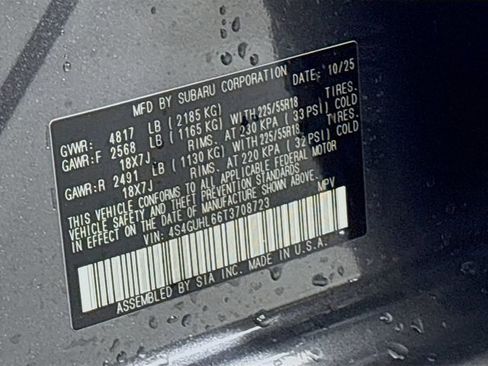 MFD BY SUBARU CORPORATION DATE: 10/25
GVWR: 4817 LB ( 2185 KG)
GAWR:F 2568 LB ( 1165 KG) WITH 225/55R18 TIRES.
18X7J RIMS. AT 230 KPA ( 33 PSI) COLD
GAWR:R 2491 LB ( 1130 KG) WITH 225/55R18 TIRES.
18X7J RIMS. AT 220 KPA ( 32 PSI) COLD
THIS VEHICLE CONFORMS TO ALL APPLICABLE FEDERAL MOTOR
VEHICLE SAFETY AND THEFT PREVENTION STANDARDS
IN EFFECT ON THE DATE OF MANUFACTURE SHOWN ABOVE.
VIN: 4S4GUHL66T3708723 MPV
ASSEMBLED BY SIA INC. MADE IN U.S.A.